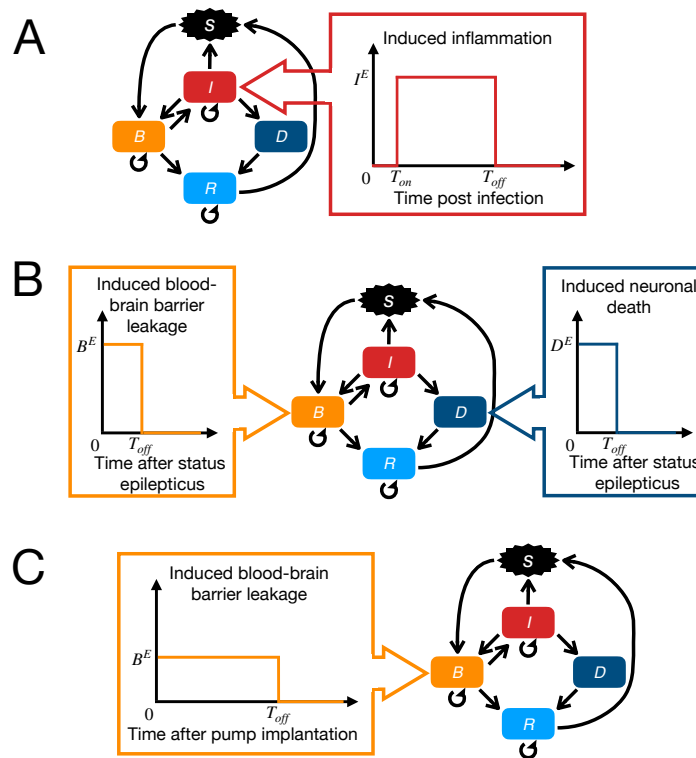 A
S
I
B
D
R
Induced inflammation
I^E
0
T_on
T_off
Time post infection
B
Induced blood-
brain barrier
leakage
B^E
0
T_off
Time after status
epilepticus
S
I
B
D
R
Induced neuronal
death
D^E
0
T_off
Time after status
epilepticus
C
Induced blood-brain
barrier leakage
B^E
0
T_off
Time after pump implantation
S
I
B
D
R